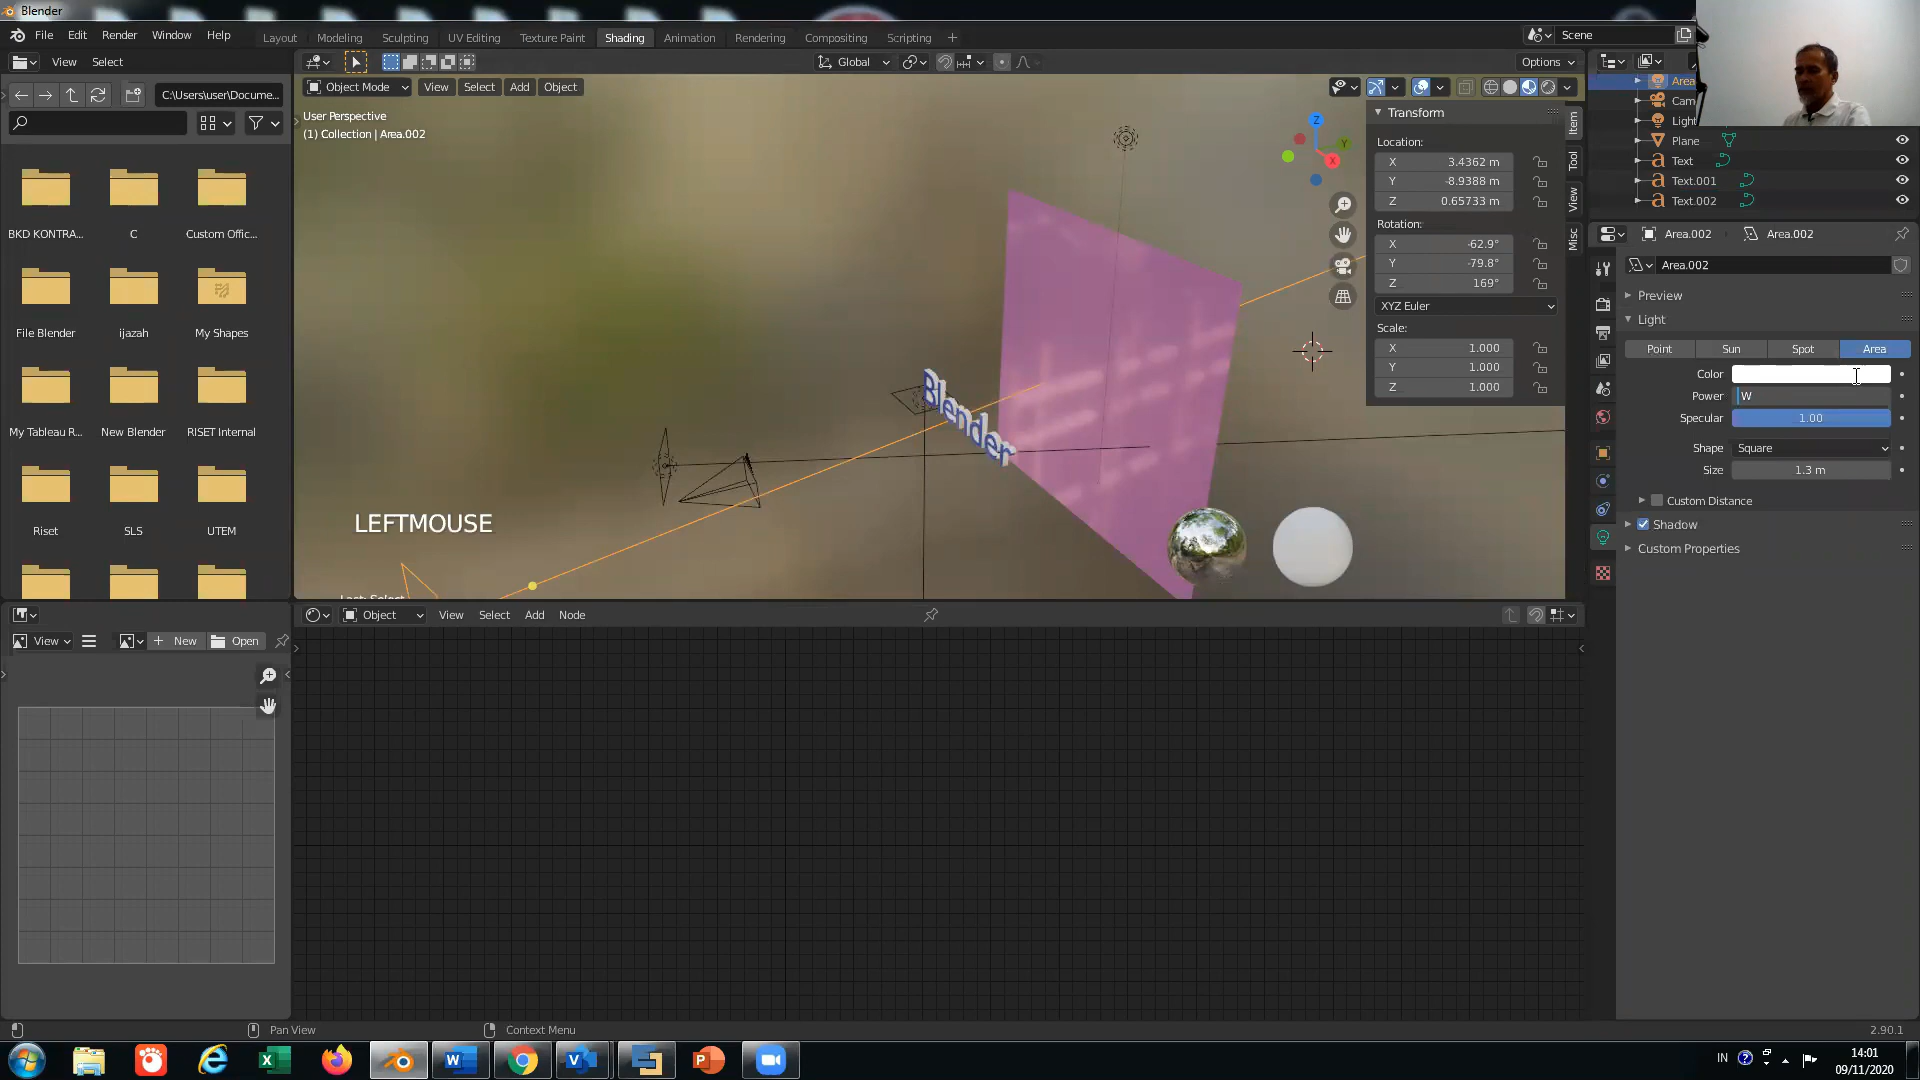 Blender
File Edit Render Window Help
Layout Modeling Sculpting UV Editing Texture Paint Shading Animation Rendering Compositing Scripting
Scene
View Select
Global
Options
C:\Users\user\Docume...
Object Mode View Select Add Object
User Perspective
(1) Collection | Area.002
BKD KONTRA...
C
Custom Offic...
File Blender
ijazah
My Shapes
My Tableau R...
New Blender
RISET Internal
Riset
SLS
UTEM
LEFTMOUSE
Blender
Z
Y
X
Transform
Location:
X 3.4362 m
Y -8.9388 m
Z 0.65733 m
Rotation:
X -62.9°
Y -79.8°
Z 169°
XYZ Euler
Scale:
X 1.000
Y 1.000
Z 1.000
Item
Tool
View
Misc
Area
Cam
Light
Plane
Text
Text.001
Text.002
Area.002 Area.002
Area.002
Preview
Light
Point Sun Spot Area
Color
Power W
Specular 1.00
Shape Square
Size 1.3 m
Custom Distance
Shadow
Custom Properties
Object View Select Add Node
View New Open
Pan View
Context Menu
2.90.1
IN
14:01
09/11/2020